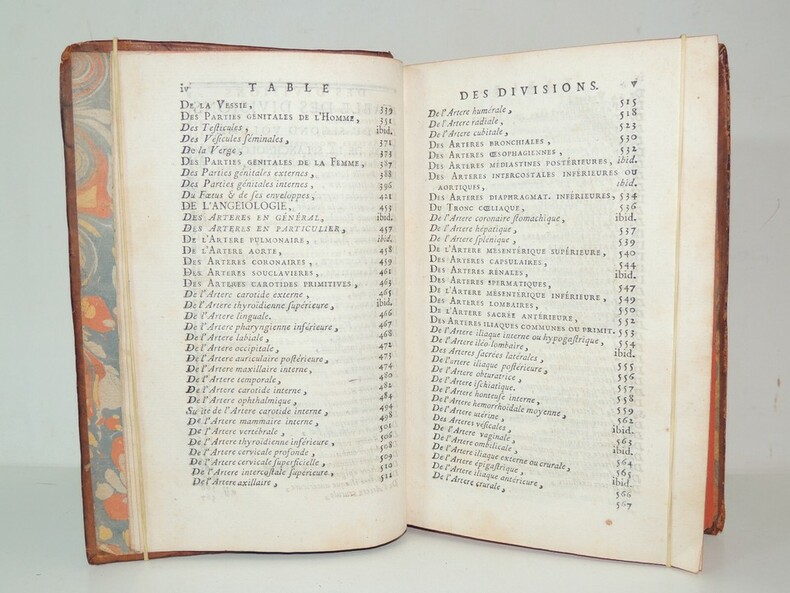 iv TABLE
De la Vessie, 339
Des Parties génitales de l'Homme, 351
Des Testicules, ibid.
Des Vésicules séminales, 371
De la Verge, 373
Des Parties génitales de la Femme, 387
Des Parties génitales externes, 388
Des Parties génitales internes, 396
Du Fœtus & de ses enveloppes, 421
DE L'ANGEIOLOGIE, 453
Des Arteres en général, ibid.
Des Arteres en particulier, 457
De l'Artere pulmonaire, ibid.
De l'Artere aorte, 458
Des Arteres coronaires, 459
Des Arteres souclavieres, 461
Des Arteres carotides primitives, 463
De l'Artere carotide externe, 465
De l'Artere thyroïdienne supérieure, ibid.
De l'Artere linguale. 466
De l'Artere pharyngienne inférieure, 467
De l'Artere labiale, 468
De l'Artere occipitale, 472
De l'Artere auriculaire postérieure, 473
De l'Artere maxillaire interne, 474
De l'Artere temporale, 480
De l'Artere carotide interne, 482
De l'Artere ophthalmique, 484
Suite de l'Artere carotide interne, 494
De l'Artere mammaire interne, 498
De l'Artere vertébrale, 501
De l'Artere thyroïdienne inférieure, 506
De l'Artere cervicale profonde, 508
De l'Artere cervicale superficielle, 509
De l'Artere intercostale supérieure. 510
De l'Artere axillaire, 512
DES DIVISIONS. v
De l'Artere humérale, 515
De l'Artere radiale, 518
De l'Artere cubitale, 523
Des Arteres bronchiales, 530
Des Arteres œsophagiennes, 532
Des Arteres médiastines postérieures, ibid.
Des Arteres intercostales inférieures ou
aortiques, ibid.
Des Arteres diaphragmat. inférieures, 534
Du Tronc cœliaque, 536
De l'Artere coronaire stomachique, ibid.
De l'Artere hépatique, 537
De l'Artere splenique, 539
De l'Artere mésentérique supérieure, 540
Des Arteres capsulaires, 544
Des Arteres rénales, ibid.
Des Arteres spermatiques, 547
De l'Artere mésentérique inférieure, 549
Des Arteres lombaires, 550
De l'Artere sacrée antérieure, 552
Des Arteres iliaques communes ou primit. 553
De l'Artere iliaque interne ou hypogastrique, 554
De l'Artere iléo-lombaire, ibid.
Des Arteres sacrées latérales, 555
De l'artere iliaque postérieure, 556
De l'Artere obturatrice, 557
De l'Artere ischiatique. 558
De l'Artere honteuse interne, 559
De l'Artere hemorrhoïdale moyenne, 562
De l'Artere utérine, ibid.
Des Arteres vésicales, 563
De l'Artere vaginale, ibid.
De l'Artere ombilicale, 564
De l'Artere iliaque externe ou crurale, 565
De l'Artere épigastrique, ibid.
De l'Artere iliaque antérieure, 566
De l'Artere crurale, 567